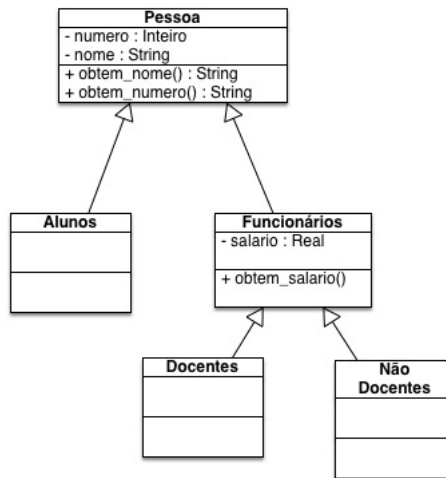 Pessoa
- numero : Inteiro
- nome : String
+ obtem_nome() : String
+ obtem_numero() : String
Alunos
Funcionários
- salario : Real
+ obtem_salario()
Docentes
Não
Docentes